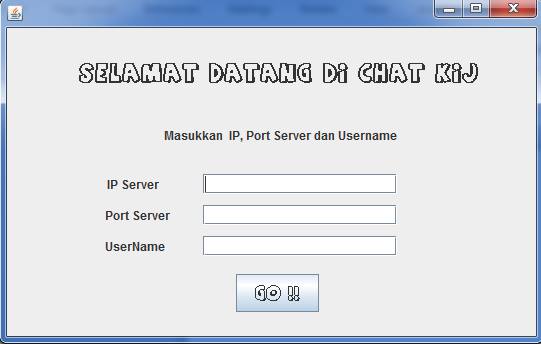 SELAMAT DATANG Di CHAT KiJ
Masukkan IP, Port Server dan Username
IP Server
Port Server
UserName
GO !!